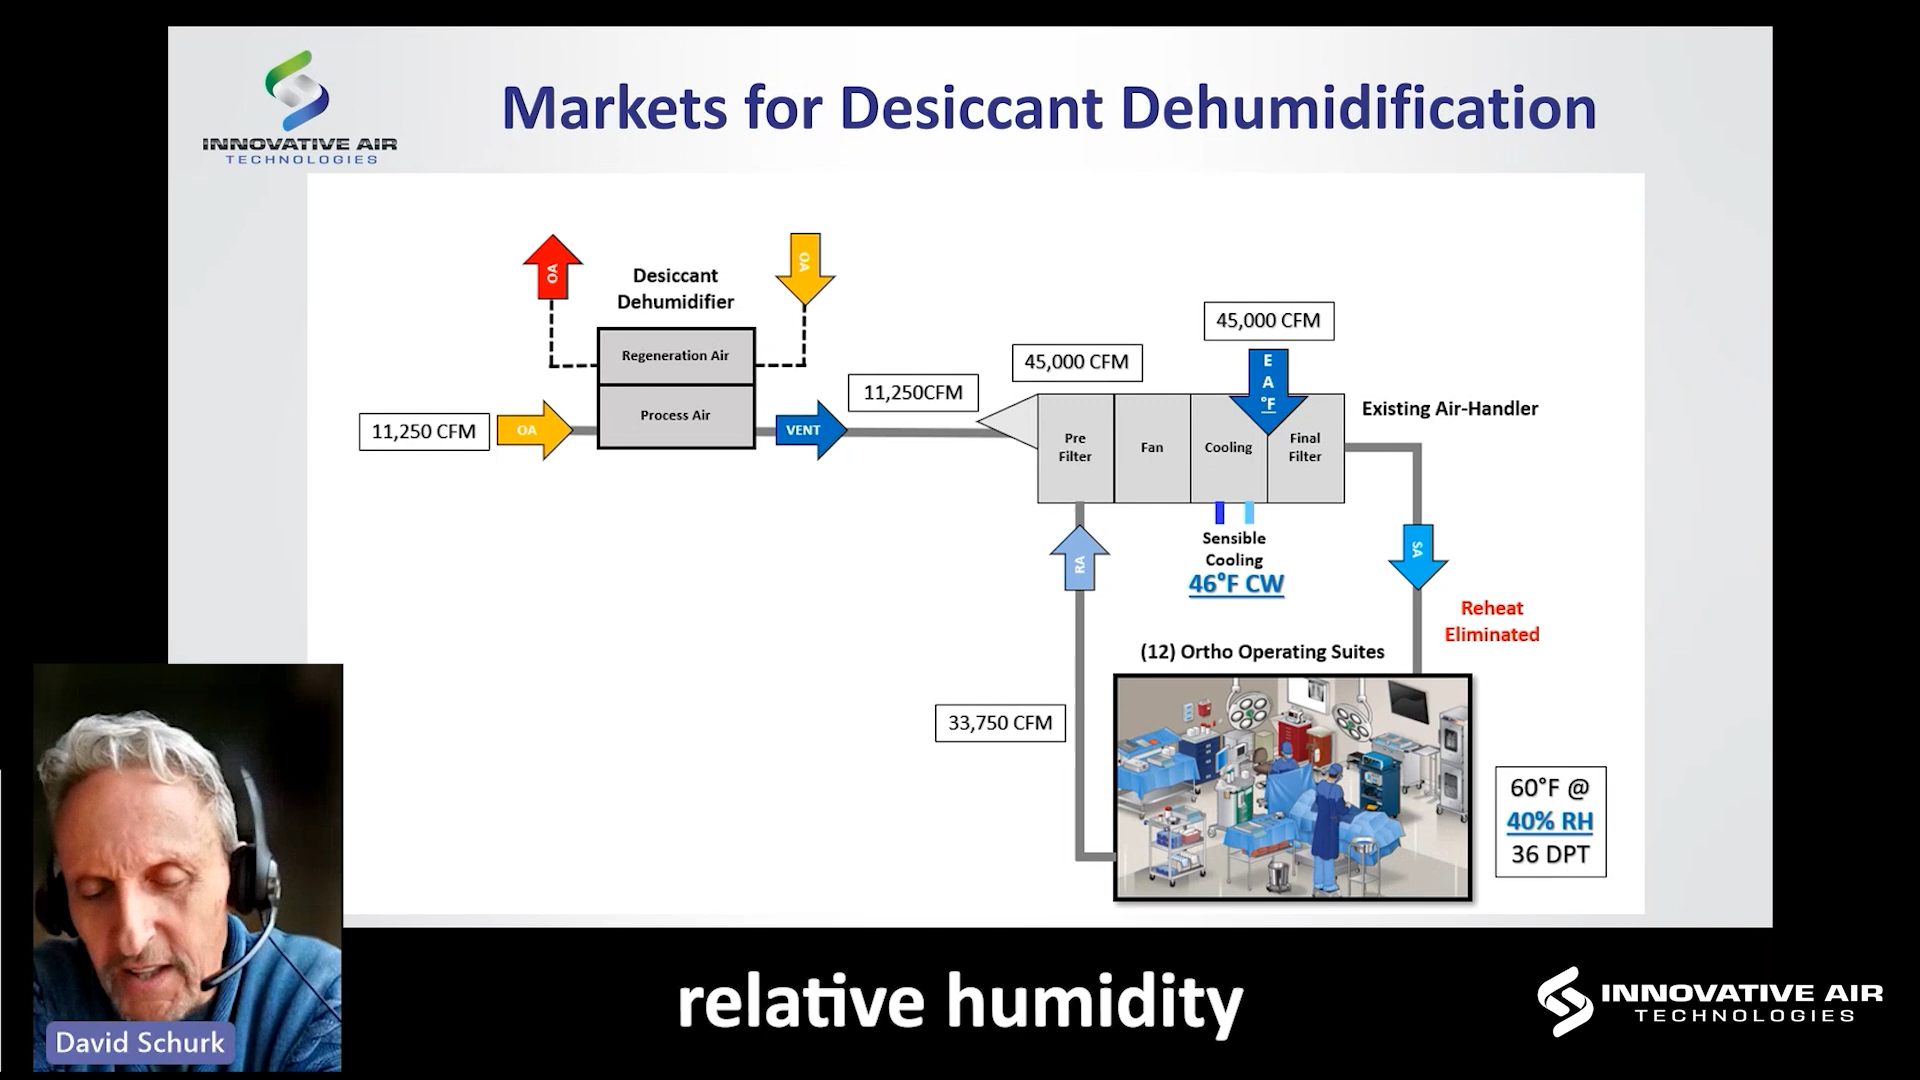 INNOVATIVE AIR
TECHNOLOGIES
Markets for Desiccant Dehumidification
OA
OA
Desiccant
Dehumidifier
Regeneration Air
Process Air
11,250 CFM
OA
VENT
11,250CFM
45,000 CFM
45,000 CFM
E
A
°F
Existing Air-Handler
Pre
Filter
Fan
Cooling
Final
Filter
Sensible
Cooling
46°F CW
RA
SA
Reheat
Eliminated
(12) Ortho Operating Suites
33,750 CFM
60°F @
40% RH
36 DPT
David Schurk
relative humidity
INNOVATIVE AIR
TECHNOLOGIES